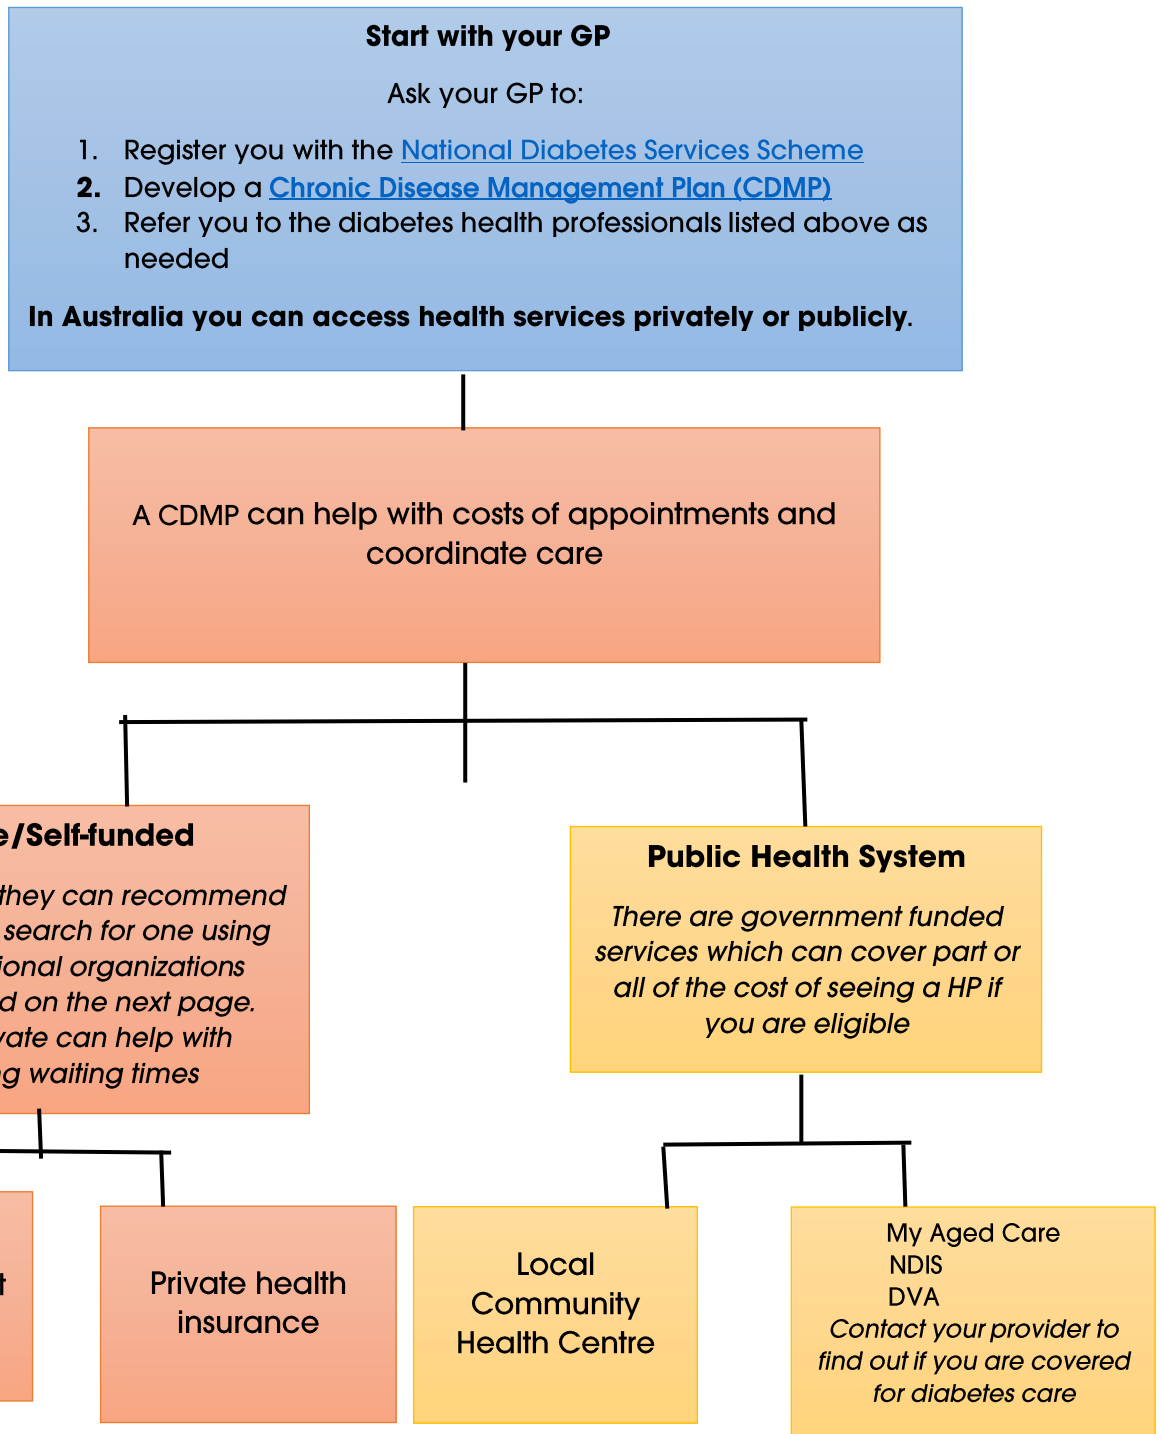 Start with your GP
Ask your GP to:
1. Register you with the National Diabetes Services Scheme
2. Develop a Chronic Disease Management Plan (CDMP)
3. Refer you to the diabetes health professionals listed above as
needed
In Australia you can access health services privately or publicly.
A CDMP can help with costs of appointments and
coordinate care
e/Self-funded
they can recommend
search for one using
ional organizations
d on the next page.
vate can help with
g waiting times
Public Health System
There are government funded
services which can cover part or
all of the cost of seeing a HP if
you are eligible
t
Private health
insurance
Local
Community
Health Centre
My Aged Care
NDIS
DVA
Contact your provider to
find out if you are covered
for diabetes care